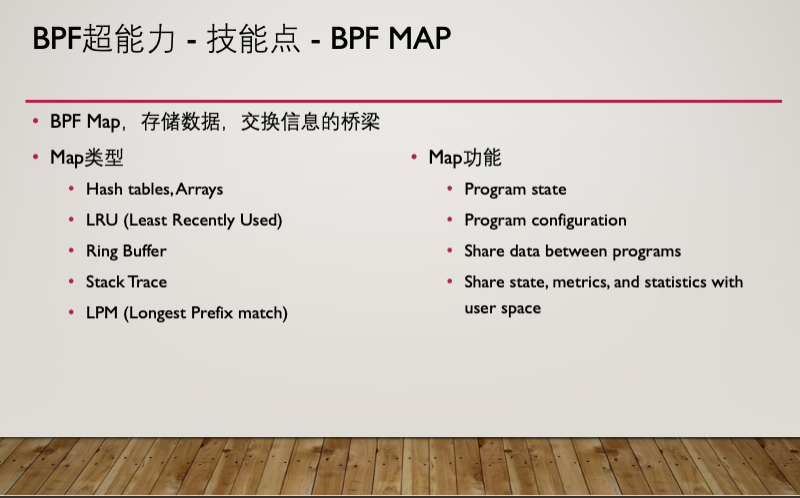 BPF超能力 - 技能点 - BPF MAP
• BPF Map，存储数据，交换信息的桥梁
• Map类型
• Hash tables, Arrays
• LRU (Least Recently Used)
• Ring Buffer
• Stack Trace
• LPM (Longest Prefix match)
• Map功能
• Program state
• Program configuration
• Share data between programs
• Share state, metrics, and statistics with
user space